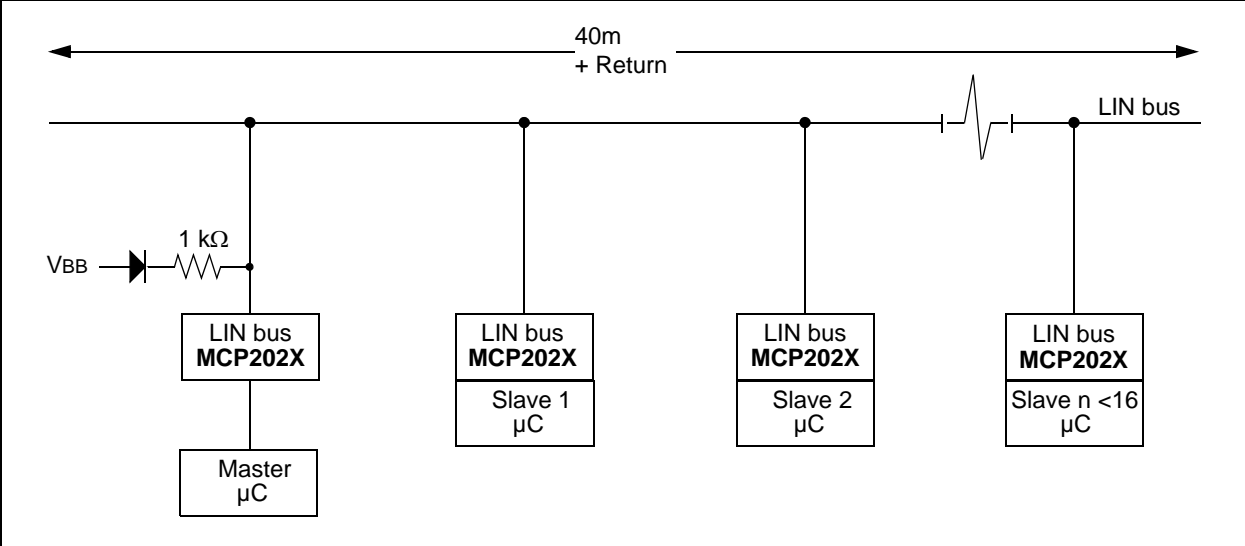 40m
+ Return
LIN bus
1 kΩ
VBB
LIN bus
MCP202X
LIN bus
MCP202X
LIN bus
MCP202X
LIN bus
MCP202X
Slave 1
µC
Slave 2
µC
Slave n <16
µC
Master
µC